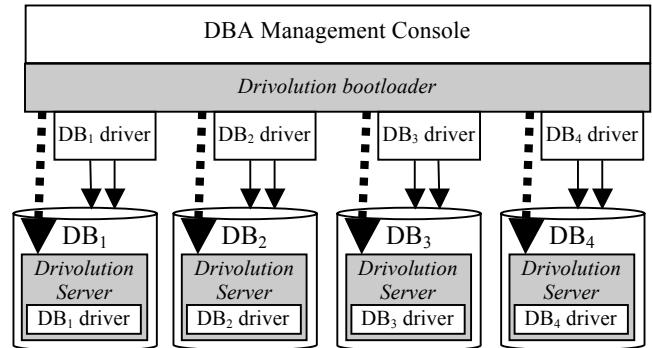 DBA Management Console
Drivolution bootloader
DB₁ driver
DB₂ driver
DB₃ driver
DB₄ driver
DB₁
DB₂
DB₃
DB₄
Drivolution
Server
DB₁ driver
Drivolution
Server
DB₂ driver
Drivolution
Server
DB₃ driver
Drivolution
Server
DB₄ driver